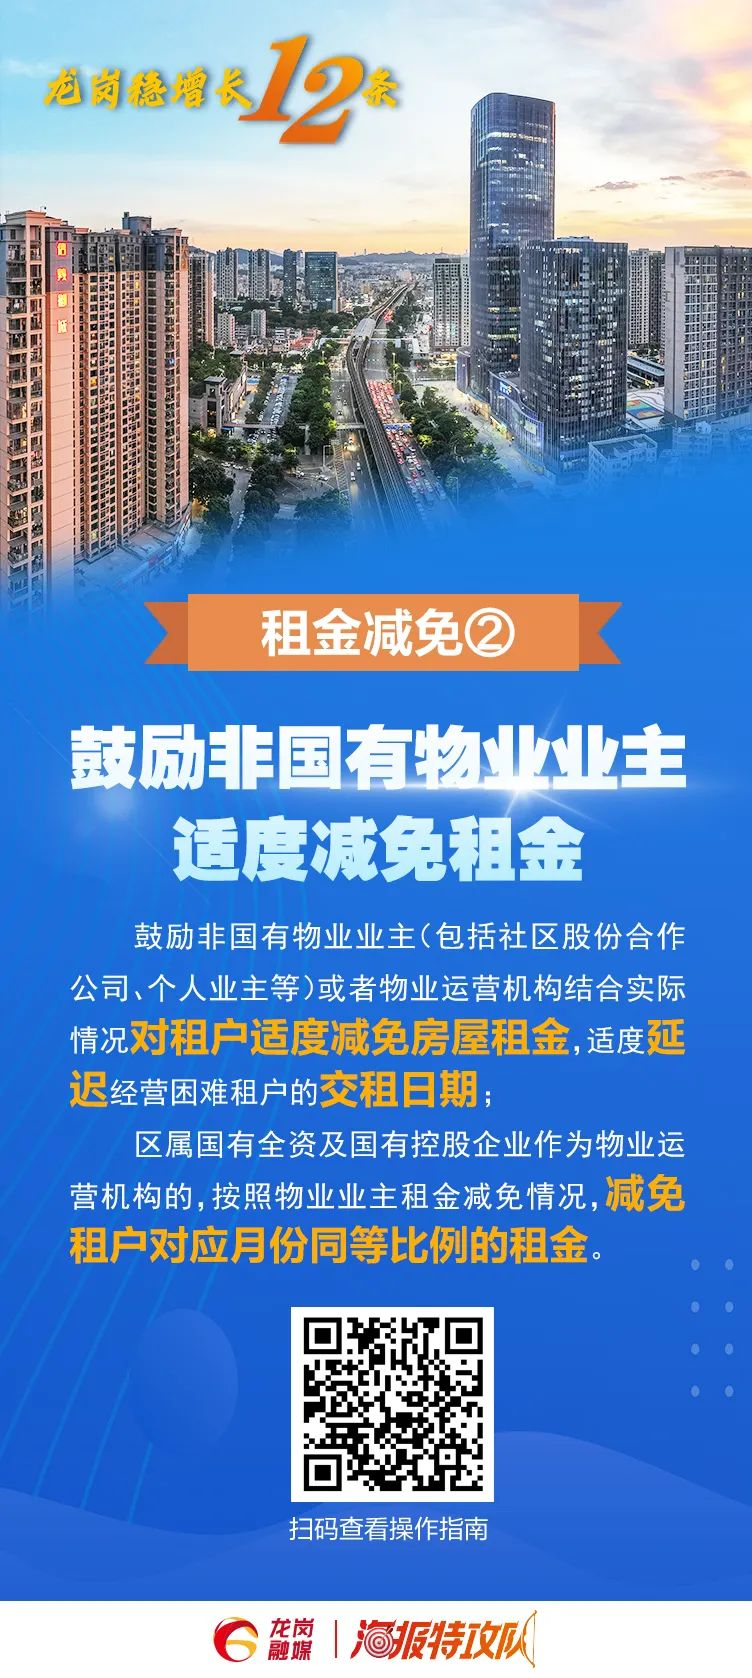 龙岗稳增长12条
信义御城
租金减免②
鼓励非国有物业业主
适度减免租金
鼓励非国有物业业主（包括社区股份合作
公司、个人业主等）或者物业运营机构结合实际
情况对租户适度减免房屋租金，适度延
迟经营困难租户的交租日期；
区属国有全资及国有控股企业作为物业运
营机构的，按照物业业主租金减免情况，减免
租户对应月份同等比例的租金。
扫码查看操作指南
龙岗
融媒
海报特攻队